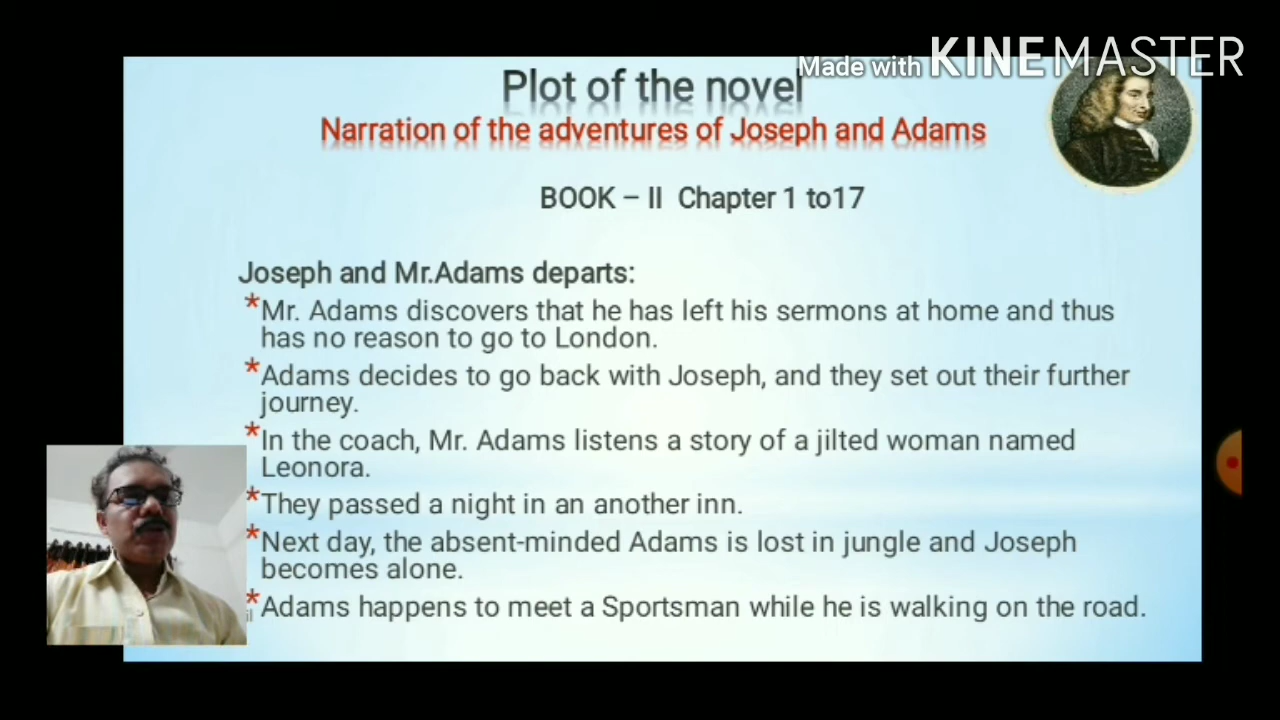 Made with KINEMASTER
Plot of the novel
Narration of the adventures of Joseph and Adams
BOOK – II Chapter 1 to17
Joseph and Mr.Adams departs:
*Mr. Adams discovers that he has left his sermons at home and thus
has no reason to go to London.
*Adams decides to go back with Joseph, and they set out their further
journey.
*In the coach, Mr. Adams listens a story of a jilted woman named
Leonora.
*They passed a night in an another inn.
*Next day, the absent-minded Adams is lost in jungle and Joseph
becomes alone.
*Adams happens to meet a Sportsman while he is walking on the road.